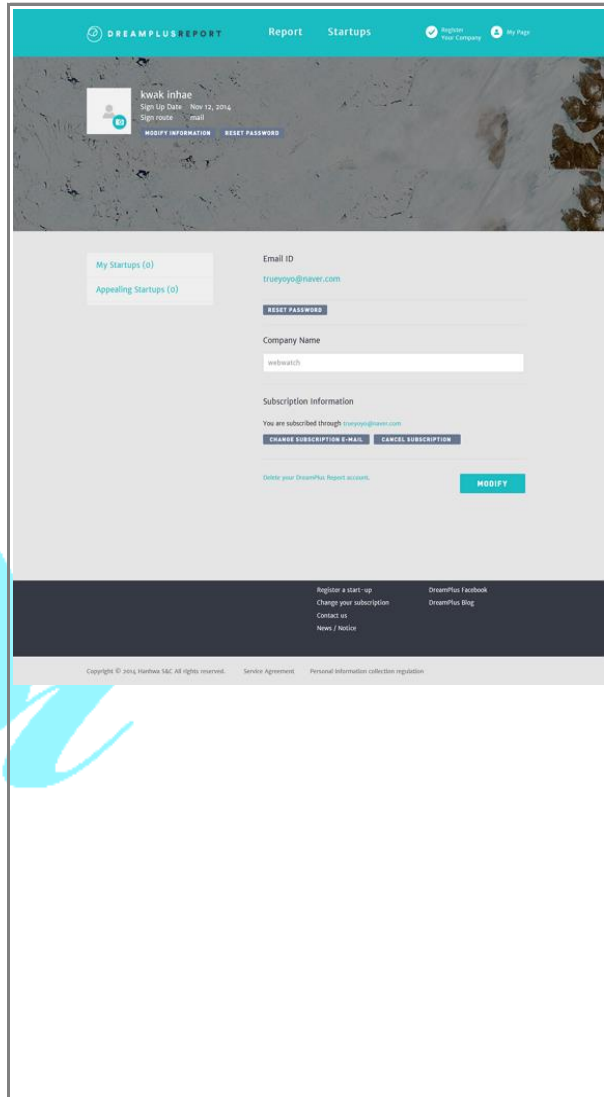 DREAMPLUSREPORT
Report
Startups
Register
Your Company
My Page
kwak inhae
Sign Up Date Nov 12, 2014
Sign route mail
MODIFY INFORMATION
RESET PASSWORD
My Startups (0)
Appealing Startups (0)
Email ID
trueyoyo@naver.com
RESET PASSWORD
Company Name
webwatch
Subscription Information
You are subscribed through trueyoyo@naver.com
CHANGE SUBSCRIPTION E-MAIL
CANCEL SUBSCRIPTION
Delete your DreamPlus Report account.
MODIFY
Register a start-up
Change your subscription
Contact us
News / Notice
DreamPlus Facebook
DreamPlus Blog
Copyright © 2014 Hanhwa S&C All rights reserved.
Service Agreement
Personal information collection regulation